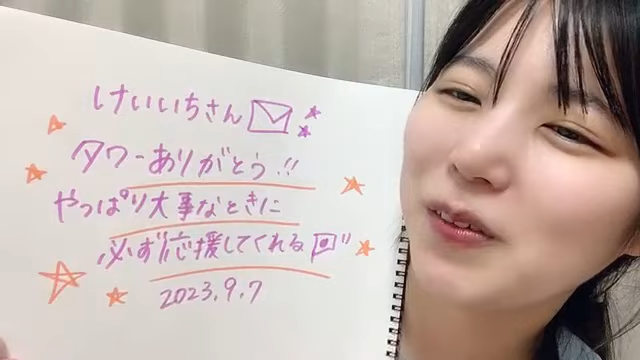 けいいちさん
タワーありがとう!!
やっぱり大事なときに
必ず応援してくれる
2023.9.7